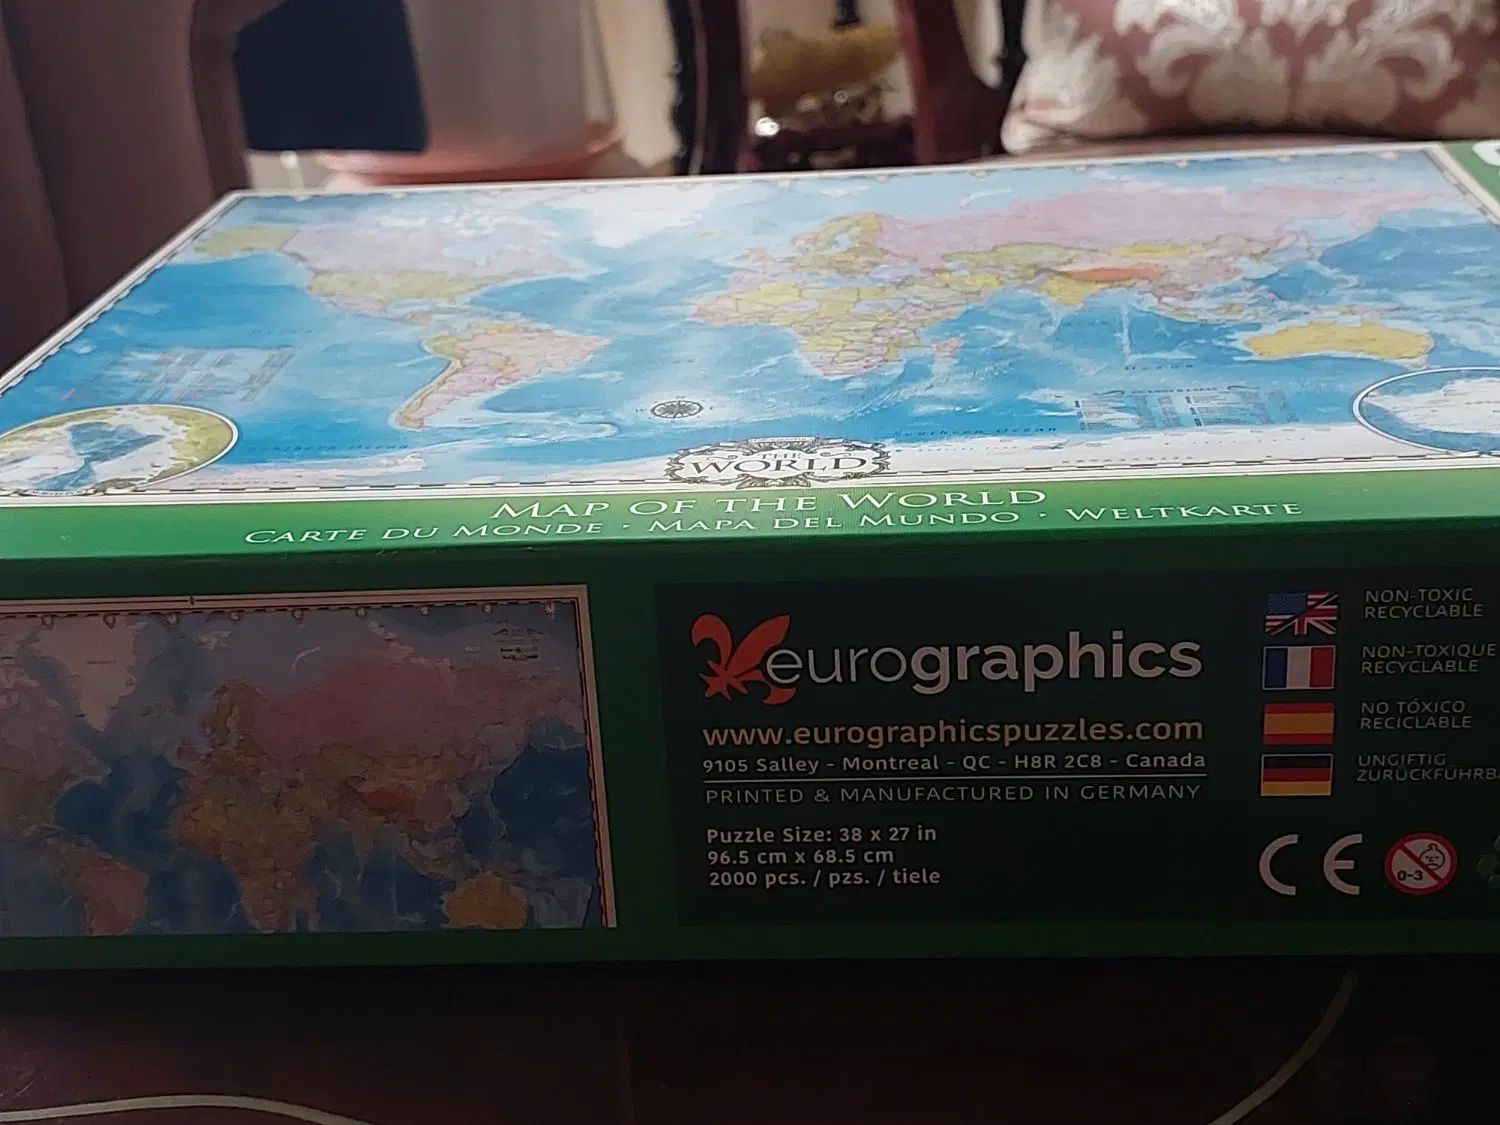 THE
WORLD
MAP OF THE WORLD
CARTE DU MONDE · MAPA DEL MUNDO · WELTKARTE
eurographics
www.eurographicspuzzles.com
9105 Salley - Montreal - QC - H8R 2C8 - Canada
PRINTED & MANUFACTURED IN GERMANY
Puzzle Size: 38 x 27 in
96.5 cm x 68.5 cm
2000 pcs. / pzs. / tiele
NON-TOXIC
RECYCLABLE
NON-TOXIQUE
RECYCLABLE
NO TÓXICO
RECICLABLE
UNGIFTIG
ZURÜCKFÜHRB
CE
0-3